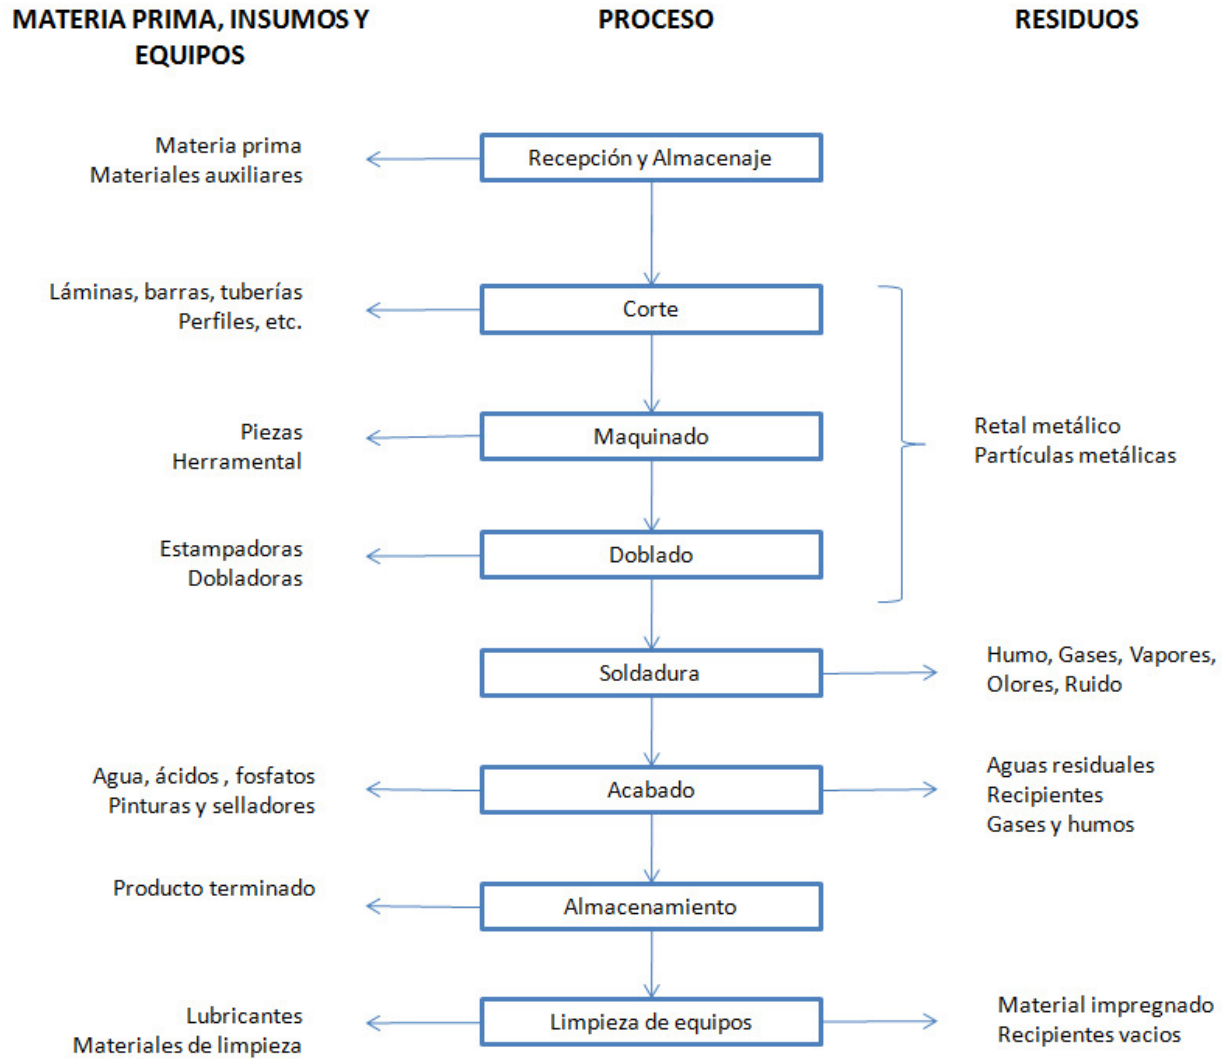 MATERIA PRIMA, INSUMOS Y
EQUIPOS
PROCESO
RESIDUOS
Materia prima
Materiales auxiliares
Recepción y Almacenaje
Láminas, barras, tuberías
Perfiles, etc.
Corte
Piezas
Herramental
Maquinado
Retal metálico
Partículas metálicas
Estampadoras
Dobladoras
Doblado
Soldadura
Humo, Gases, Vapores,
Olores, Ruido
Agua, ácidos , fosfatos
Pinturas y selladores
Acabado
Aguas residuales
Recipientes
Gases y humos
Producto terminado
Almacenamiento
Lubricantes
Materiales de limpieza
Limpieza de equipos
Material impregnado
Recipientes vacios